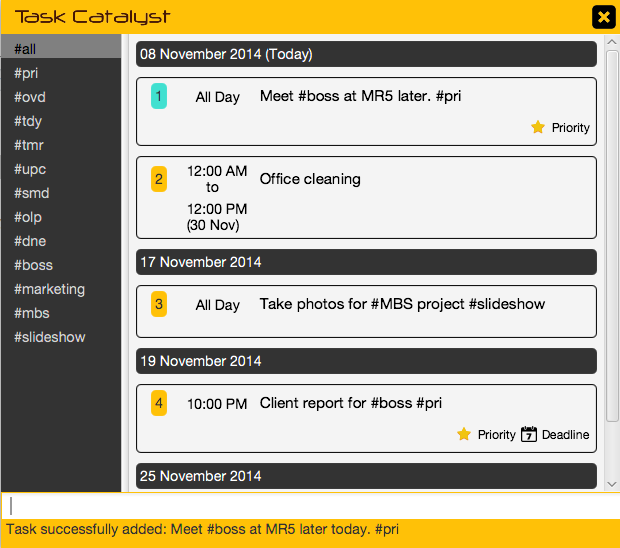 Task Catalyst
#all
#pri
#ovd
#tdy
#tmr
#upc
#smd
#olp
#dne
#boss
#marketing
#mbs
#slideshow
08 November 2014 (Today)
1 All Day Meet #boss at MR5 later. #pri
Priority
2 12:00 AM Office cleaning
to
12:00 PM
(30 Nov)
17 November 2014
3 All Day Take photos for #MBS project #slideshow
19 November 2014
4 10:00 PM Client report for #boss #pri
Priority 7 Deadline
25 November 2014
Task successfully added: Meet #boss at MR5 later today. #pri